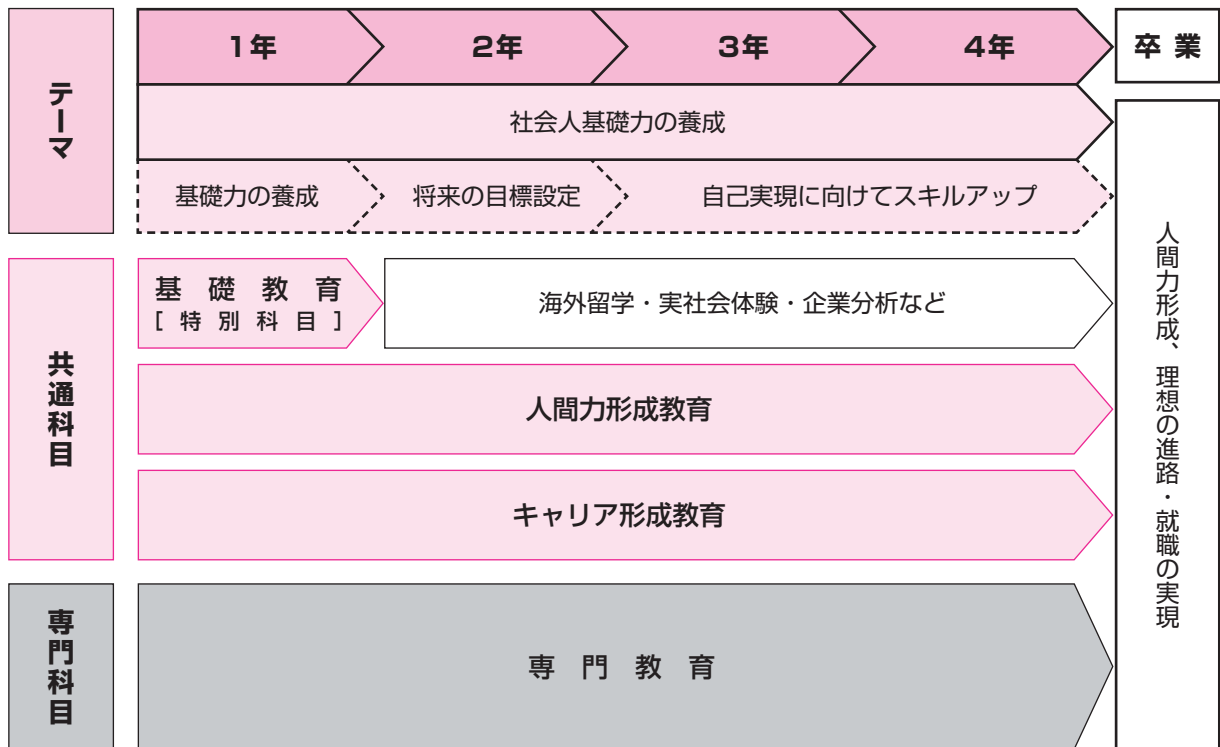 テーマ
1年
2年
3年
4年
卒 業
社会人基礎力の養成
基礎力の養成
将来の目標設定
自己実現に向けてスキルアップ
共通科目
基 礎 教 育
[ 特 別 科 目 ]
海外留学・実社会体験・企業分析など
人間力形成教育
キャリア形成教育
専門科目
専 門 教 育
人間力形成、理想の進路・就職の実現